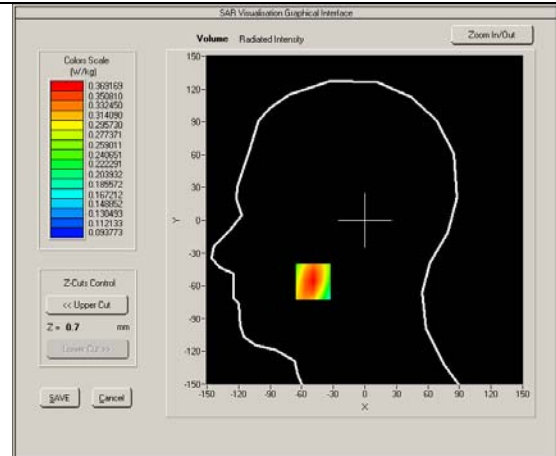 SAR Visualisation Graphical Interface
Volume Radiated Intensity
Zoom In/Out
Colors Scale
(W/kg)
0.369169
0.350810
0.332450
0.314090
0.295730
0.277371
0.259011
0.240651
0.222291
0.203932
0.185572
0.167212
0.148852
0.130493
0.112133
0.093773
Z-Cuts Control
<< Upper Cut
Z = 0.7 mm
Lower Cut >>
SAVE Cancel
150
120
90
60
30
0
-30
-60
-90
-120
-150
Y
-150 -120 -90 -60 -30 0 30 60 90 120 150
X